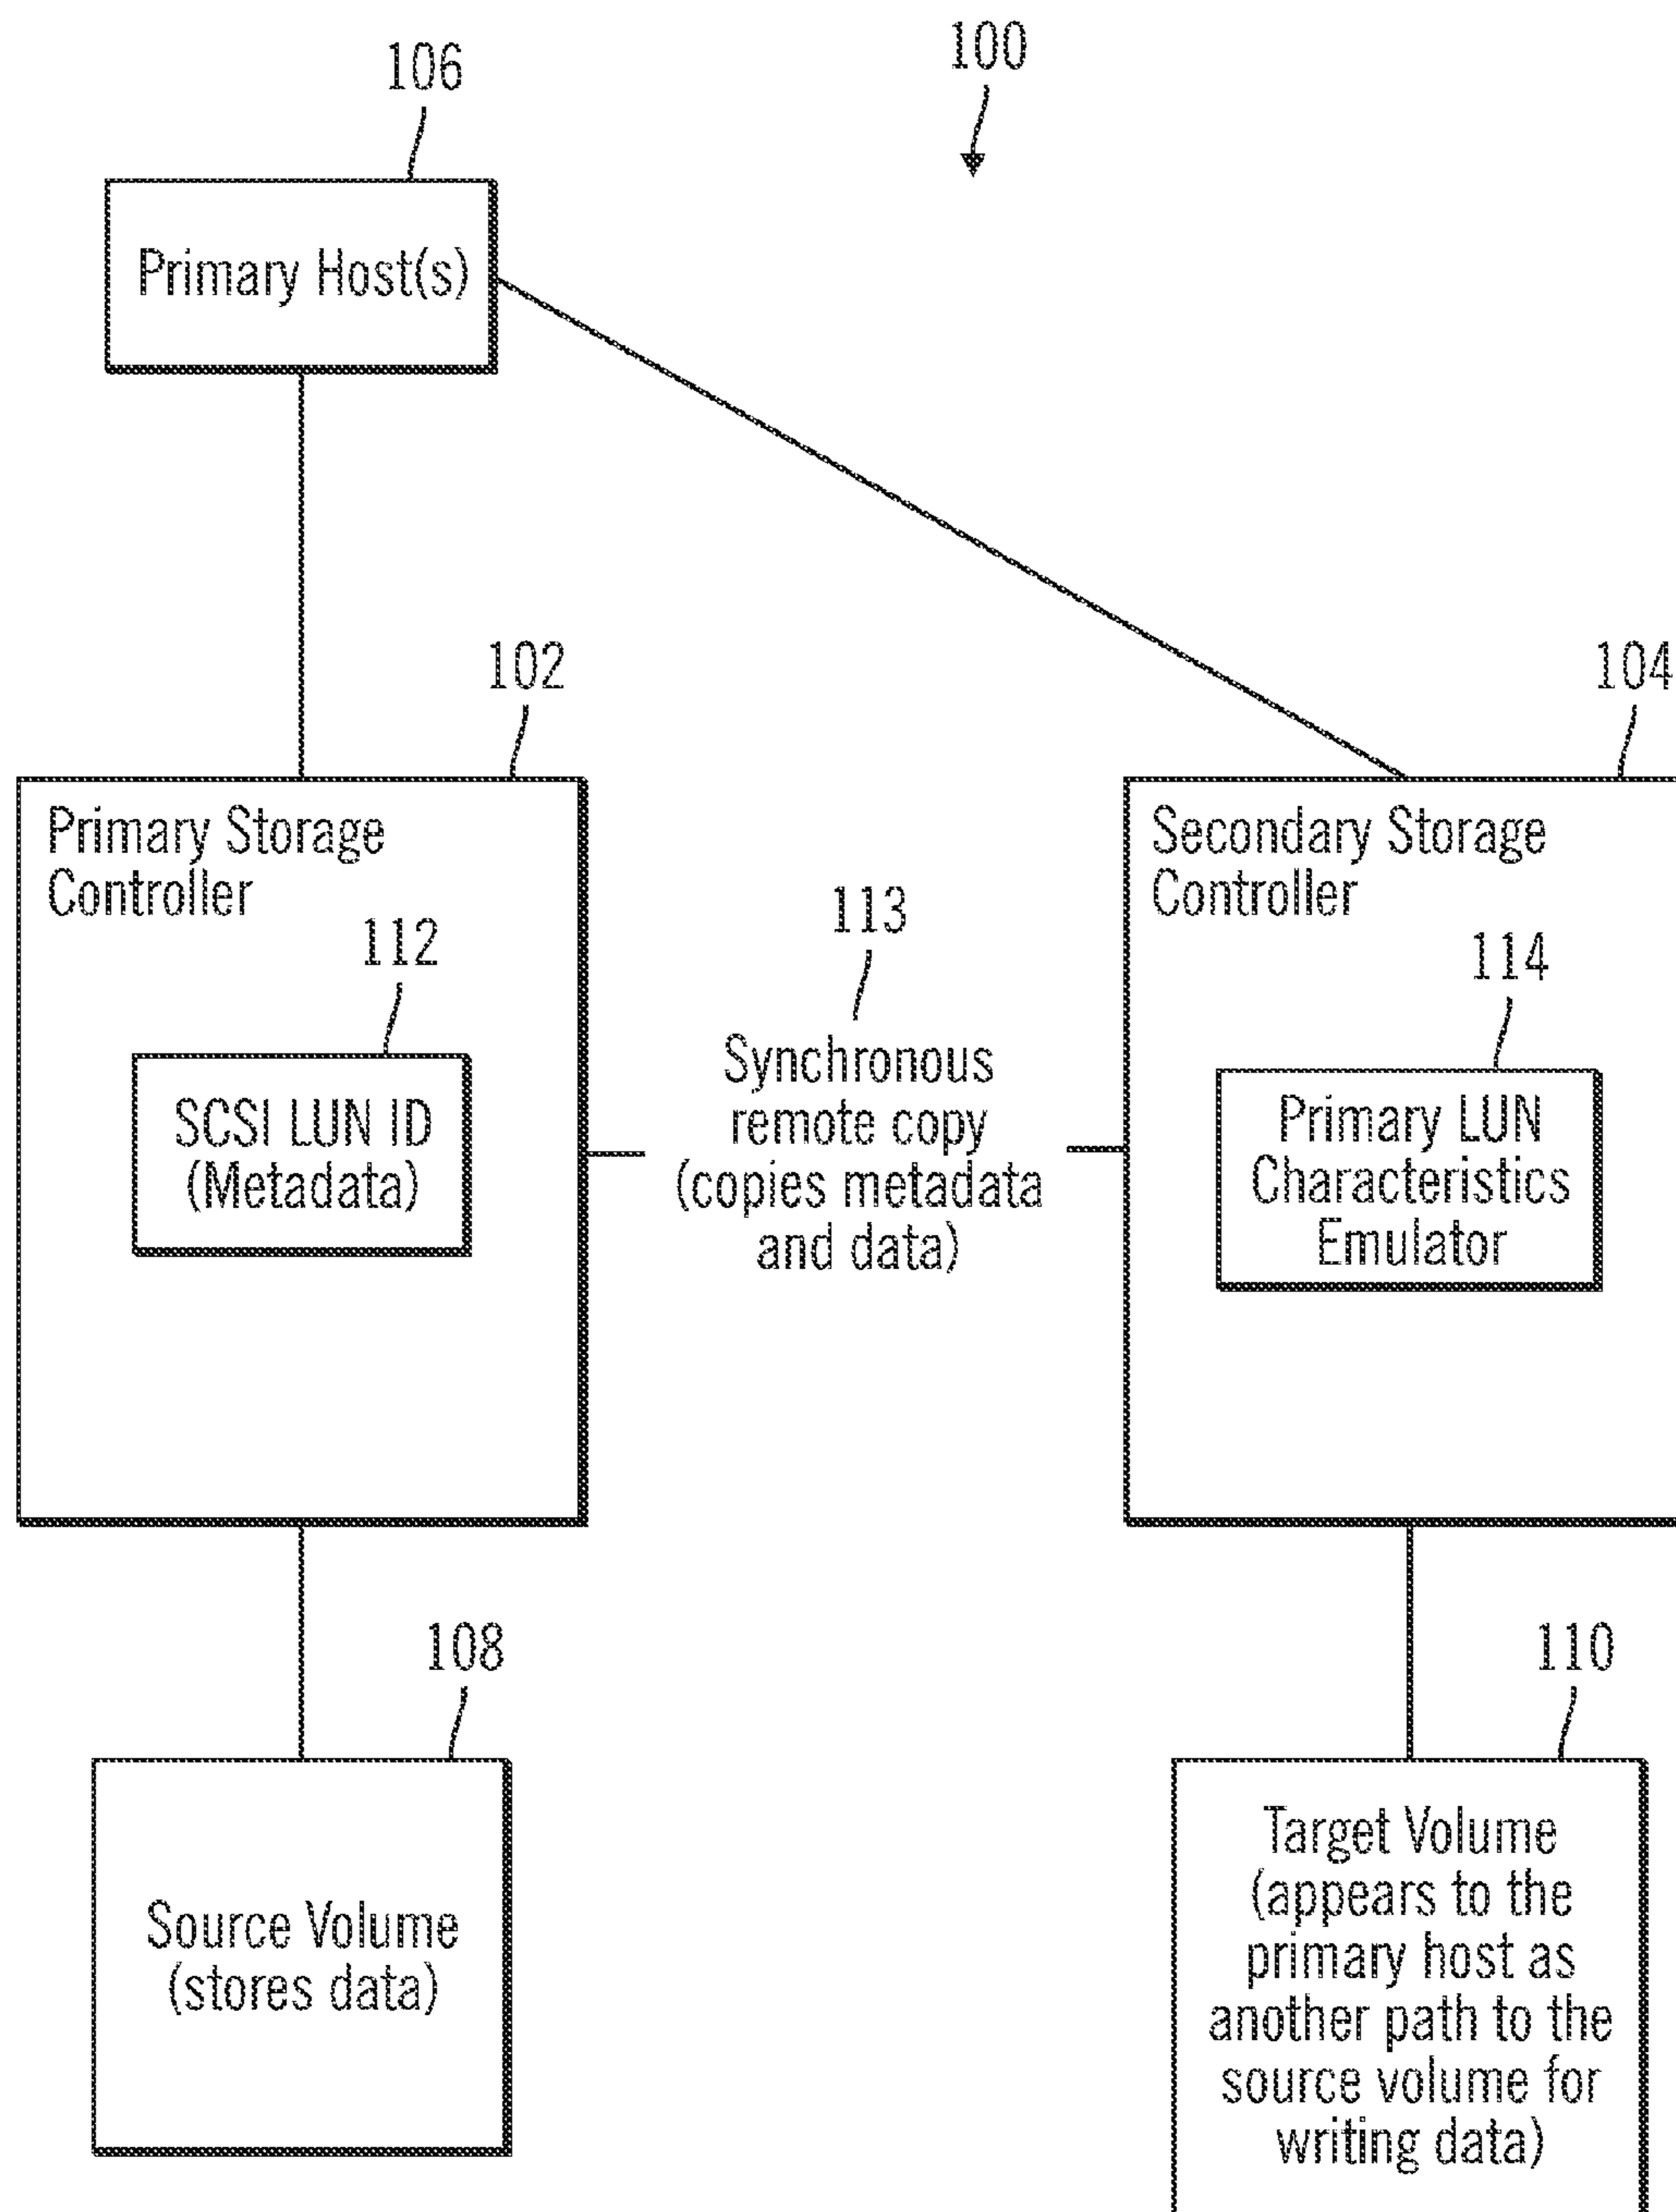 100
106
Primary Host(s)
102
104
Primary Storage
Controller
112
SCSI LUN ID
(Metadata)
113
Synchronous
remote copy
(copies metadata
and data)
Secondary Storage
Controller
114
Primary LUN
Characteristics
Emulator
108
Source Volume
(stores data)
110
Target Volume
(appears to the
primary host as
another path to the
source volume for
writing data)